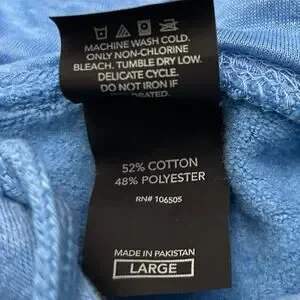 MACHINE WASH COLD.
ONLY NON-CHLORINE
BLEACH. TUMBLE DRY LOW.
DELICATE CYCLE.
DO NOT IRON IF
52% COTTON
48% POLYESTER
RN# 106505
MADE IN PAKISTAN
LARGE